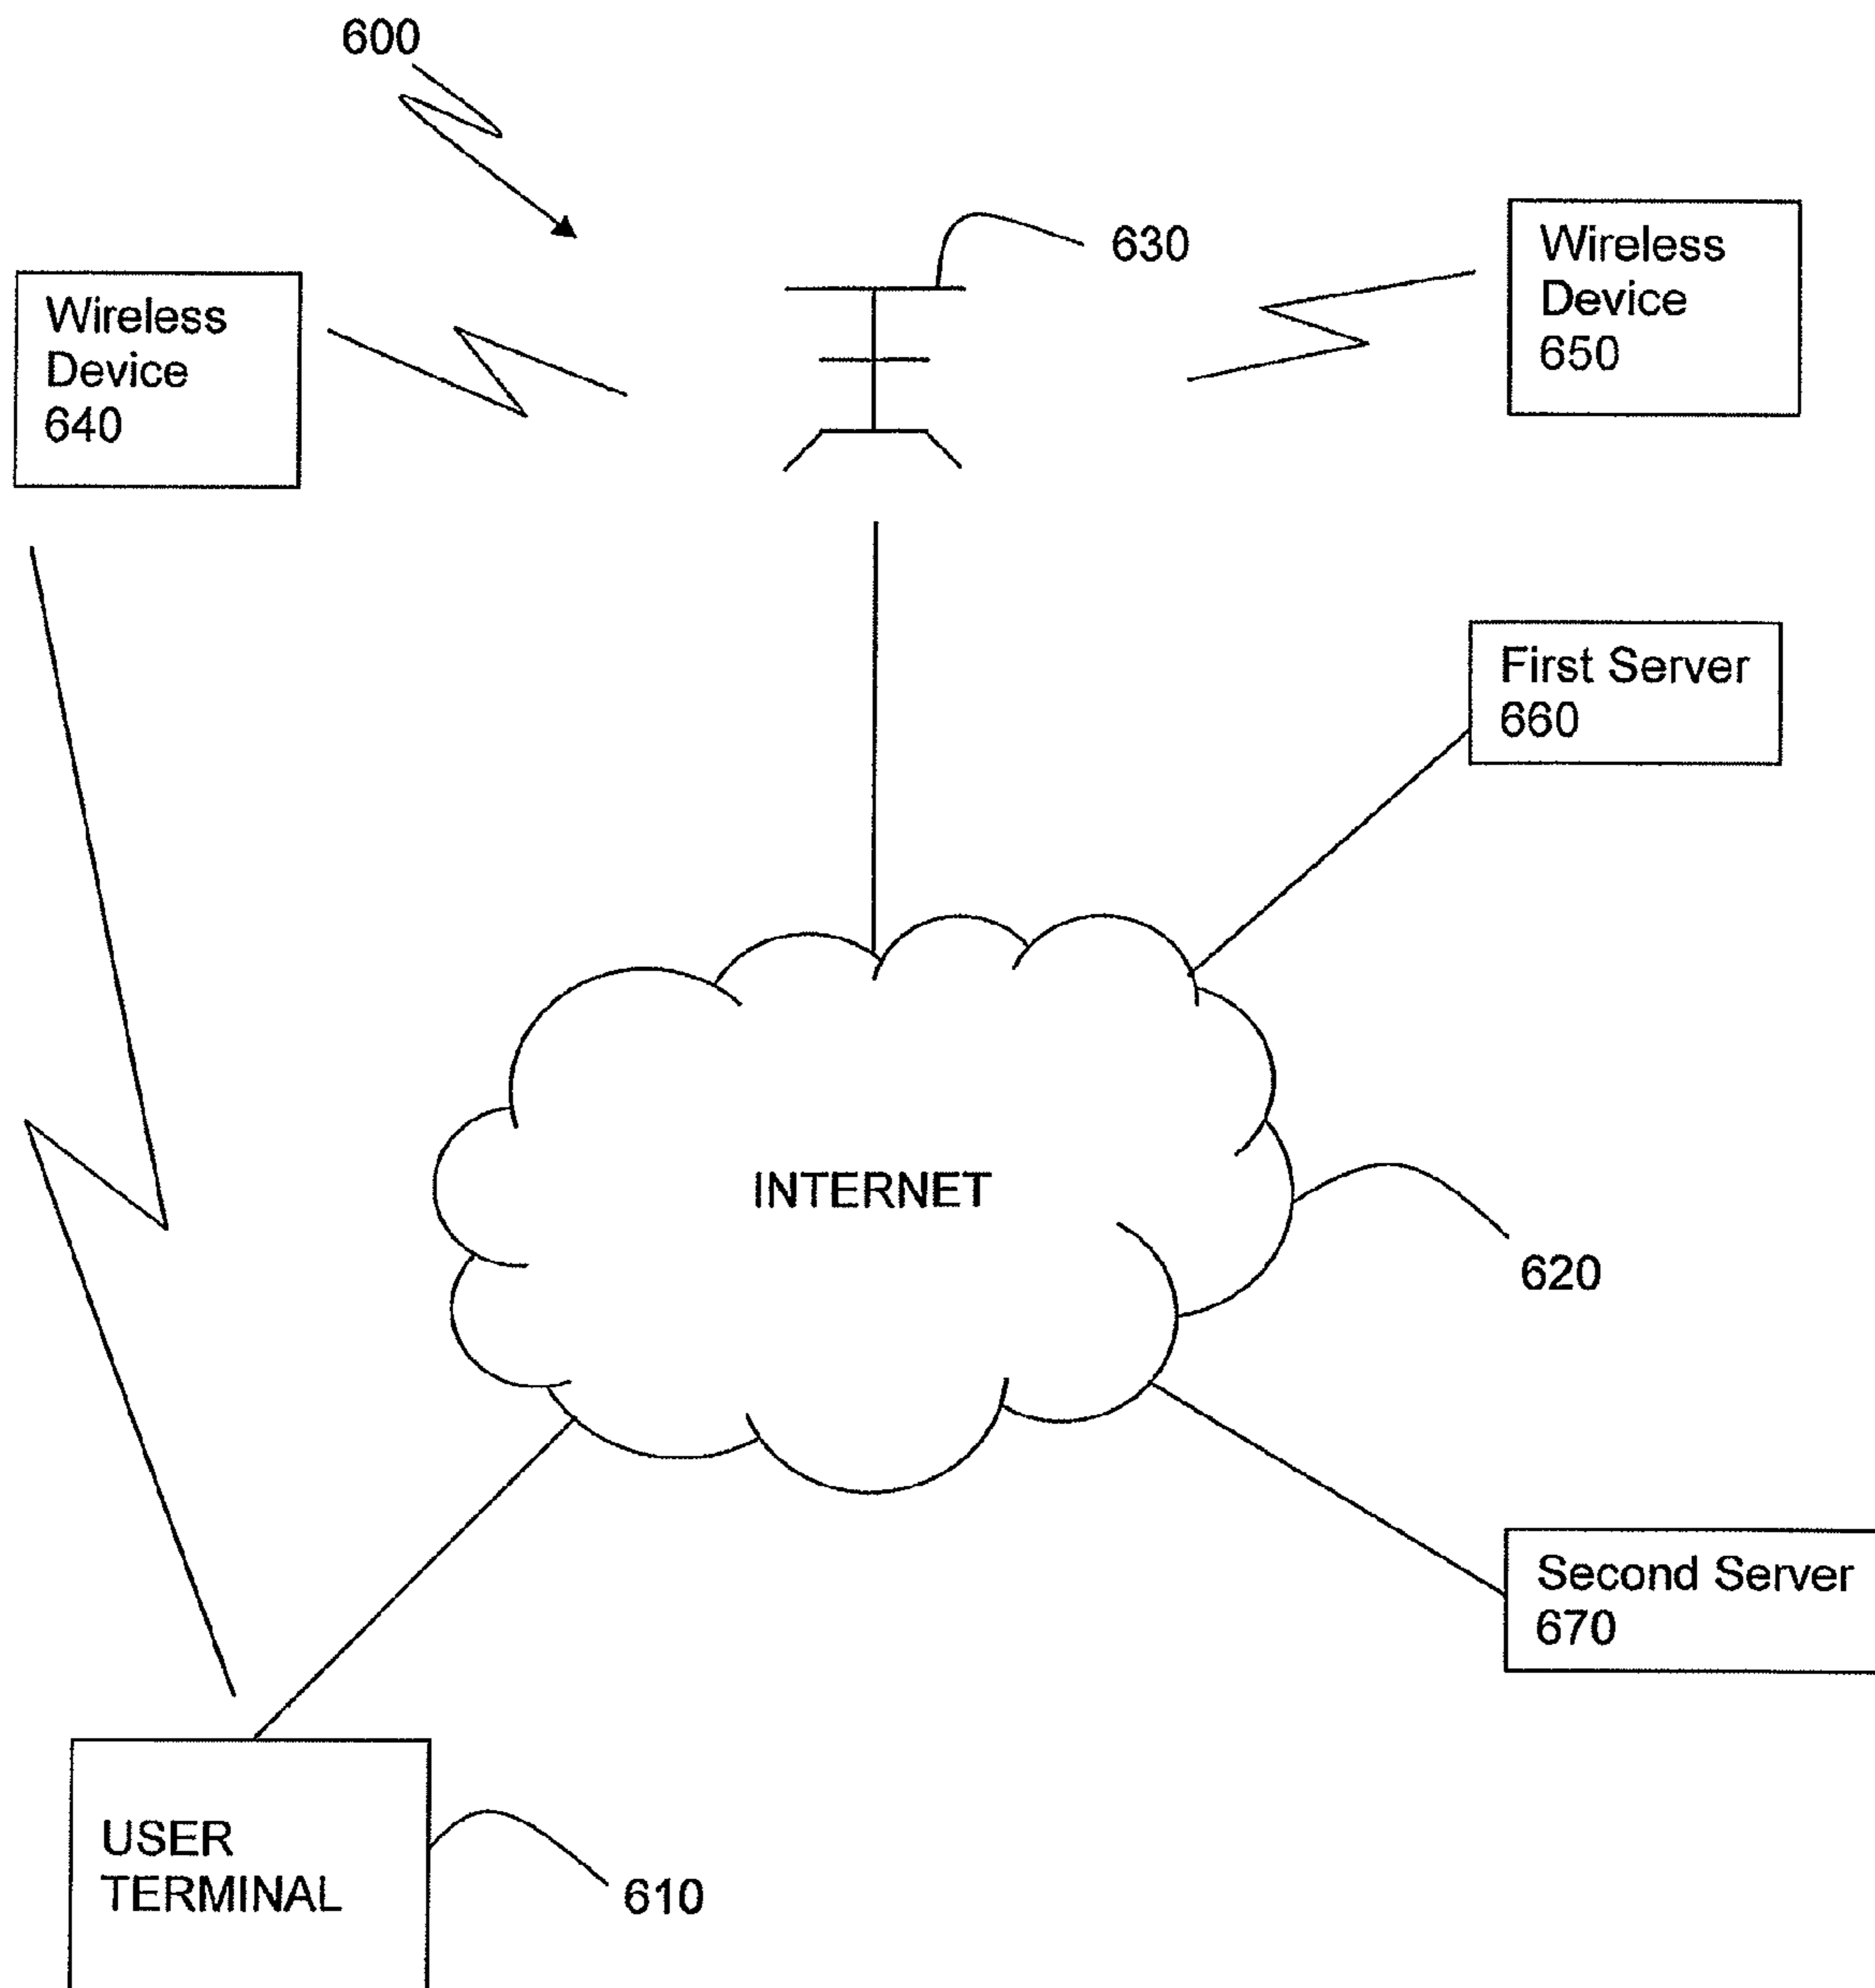 600
630
Wireless
Device
650
Wireless
Device
640
First Server
660
INTERNET
620
Second Server
670
USER
TERMINAL
610